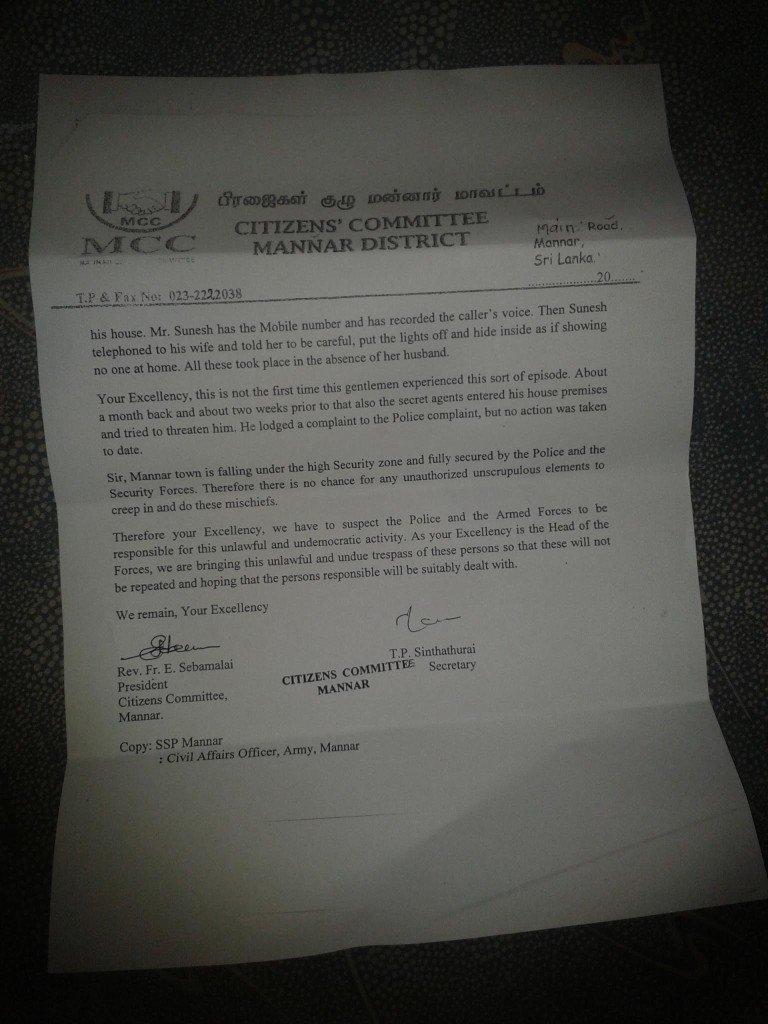 MCC
MCC
பிரஜைகள் குழு மன்னார் மாவட்டம்
CITIZENS' COMMITTEE
MANNAR DISTRICT
Main Road,
Mannar,
Sri Lanka.
....................20.......
T.P & Fax No: 023-2222038
his house. Mr. Sunesh has the Mobile number and has recorded the caller's voice. Then Sunesh
telephoned to his wife and told her to be careful, put the lights off and hide inside as if showing
no one at home. All these took place in the absence of her husband.
Your Excellency, this is not the first time this gentlemen experienced this sort of episode. About
a month back and about two weeks prior to that also the secret agents entered his house premises
and tried to threaten him. He lodged a complaint to the Police complaint, but no action was taken
to date.
Sir, Mannar town is falling under the high Security zone and fully secured by the Police and the
Security Forces. Therefore there is no chance for any unauthorized unscrupulous elements to
creep in and do these mischiefs.
Therefore your Excellency, we have to suspect the Police and the Armed Forces to be
responsible for this unlawful and undemocratic activity. As your Excellency is the Head of the
Forces, we are bringing this unlawful and undue trespass of these persons so that these will not
be repeated and hoping that the persons responsible will be suitably dealt with.
We remain, Your Excellency
Rev. Fr. E. Sebamalai
President
Citizens Committee,
Mannar.
T.P. Sinthathurai
Secretary
CITIZENS COMMITTEE
MANNAR
Copy: SSP Mannar
: Civil Affairs Officer, Army, Mannar